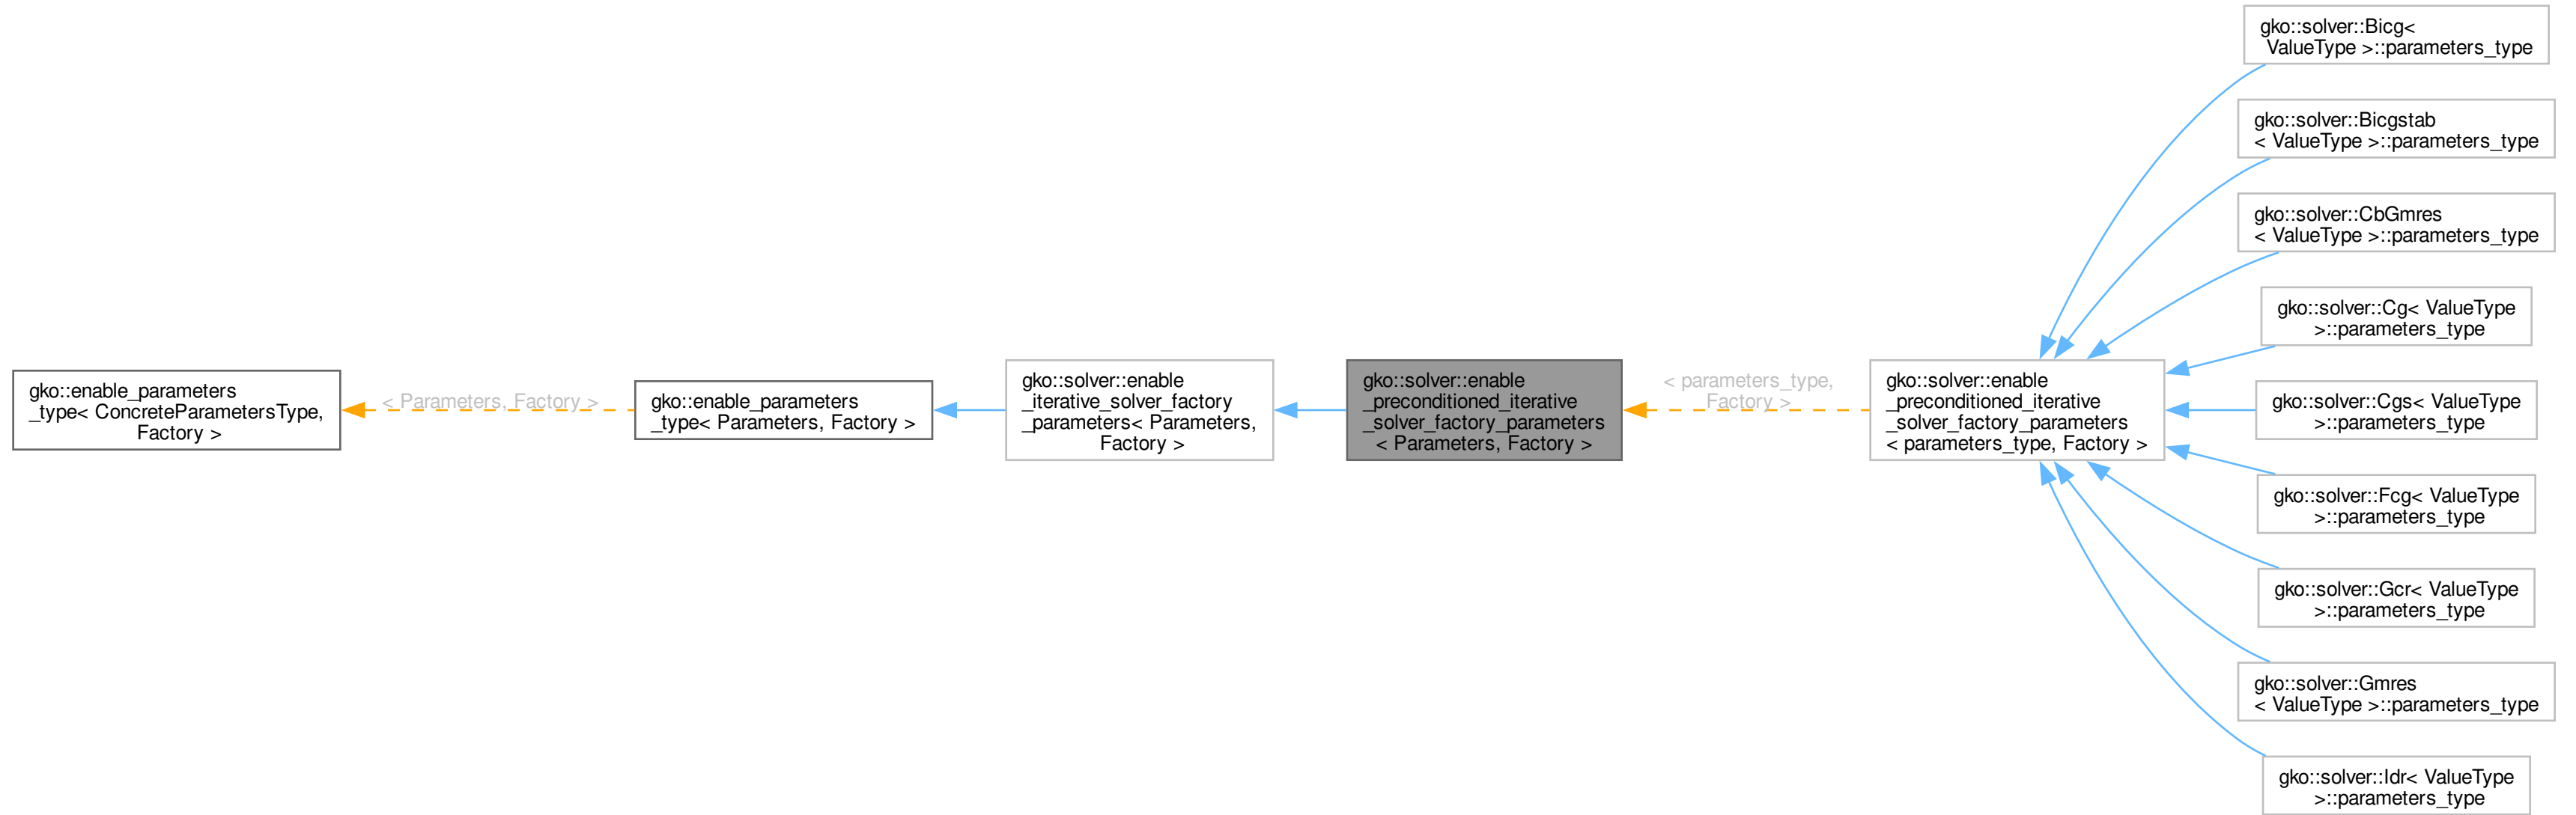 gko::enable_parameters
_type< ConcreteParametersType,
Factory >
< Parameters, Factory >
gko::enable_parameters
_type< Parameters, Factory >
gko::solver::enable
_iterative_solver_factory
_parameters< Parameters,
Factory >
gko::solver::enable
_preconditioned_iterative
_solver_factory_parameters
< Parameters, Factory >
< parameters_type,
Factory >
gko::solver::enable
_preconditioned_iterative
_solver_factory_parameters
< parameters_type, Factory >
gko::solver::Bicg<
ValueType >::parameters_type
gko::solver::Bicgstab
< ValueType >::parameters_type
gko::solver::CbGmres
< ValueType >::parameters_type
gko::solver::Cg< ValueType
>::parameters_type
gko::solver::Cgs< ValueType
>::parameters_type
gko::solver::Fcg< ValueType
>::parameters_type
gko::solver::Gcr< ValueType
>::parameters_type
gko::solver::Gmres
< ValueType >::parameters_type
gko::solver::Idr< ValueType
>::parameters_type